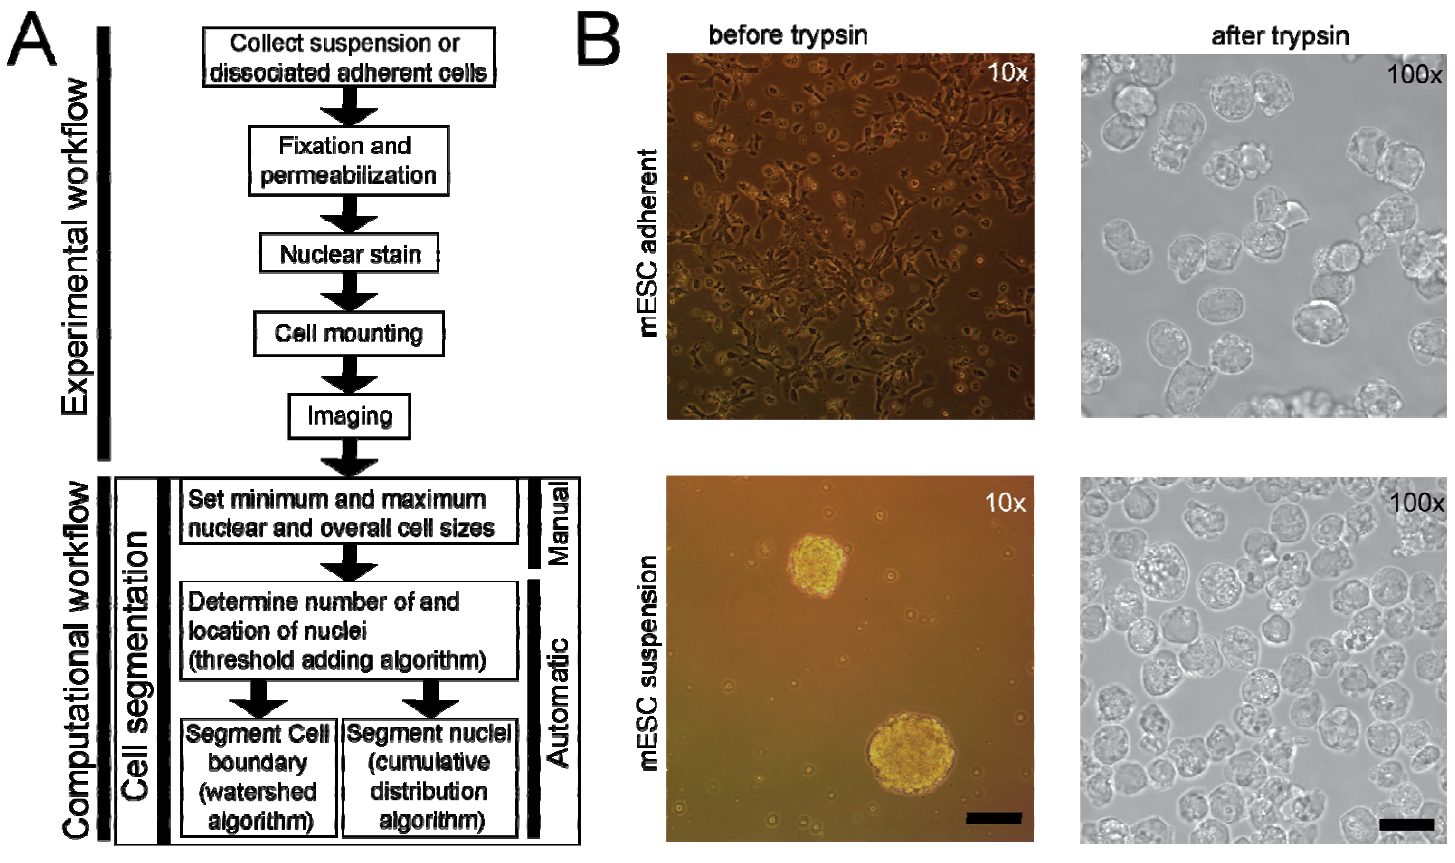 A
Experimental workflow
Collect suspension or
dissociated adherent cells
Fixation and
permeabilization
Nuclear stain
Cell mounting
Imaging
Computational workflow
Cell segmentation
Set minimum and maximum
nuclear and overall cell sizes
Manual
Determine number of and
location of nuclei
(threshold adding algorithm)
Automatic
Segment Cell
boundary
(watershed
algorithm)
Segment nuclei
(cumulative
distribution
algorithm)
B
before trypsin
after trypsin
mESC adherent
10x
100x
mESC suspension
10x
100x